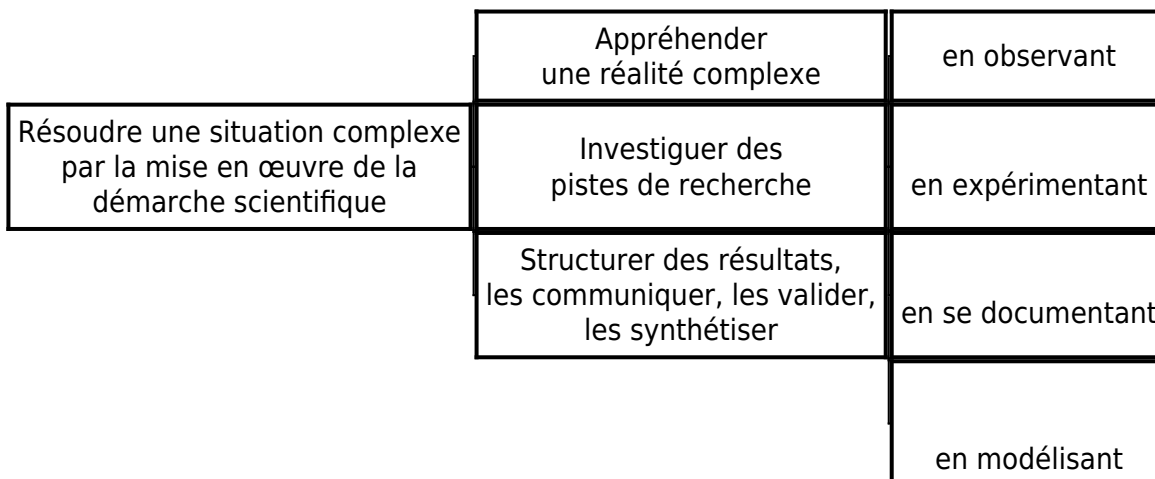 Appréhender
une réalité complexe
en observant
Résoudre une situation complexe
par la mise en œuvre de la
démarche scientifique
Investiguer des
pistes de recherche
en expérimentant
Structurer des résultats,
les communiquer, les valider,
les synthétiser
en se documentant
en modélisant